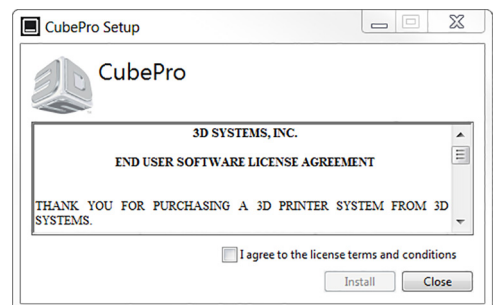 CubePro Setup
CubePro
3D SYSTEMS, INC.
END USER SOFTWARE LICENSE AGREEMENT
THANK YOU FOR PURCHASING A 3D PRINTER SYSTEM FROM 3D
SYSTEMS.
I agree to the license terms and conditions
Install Close